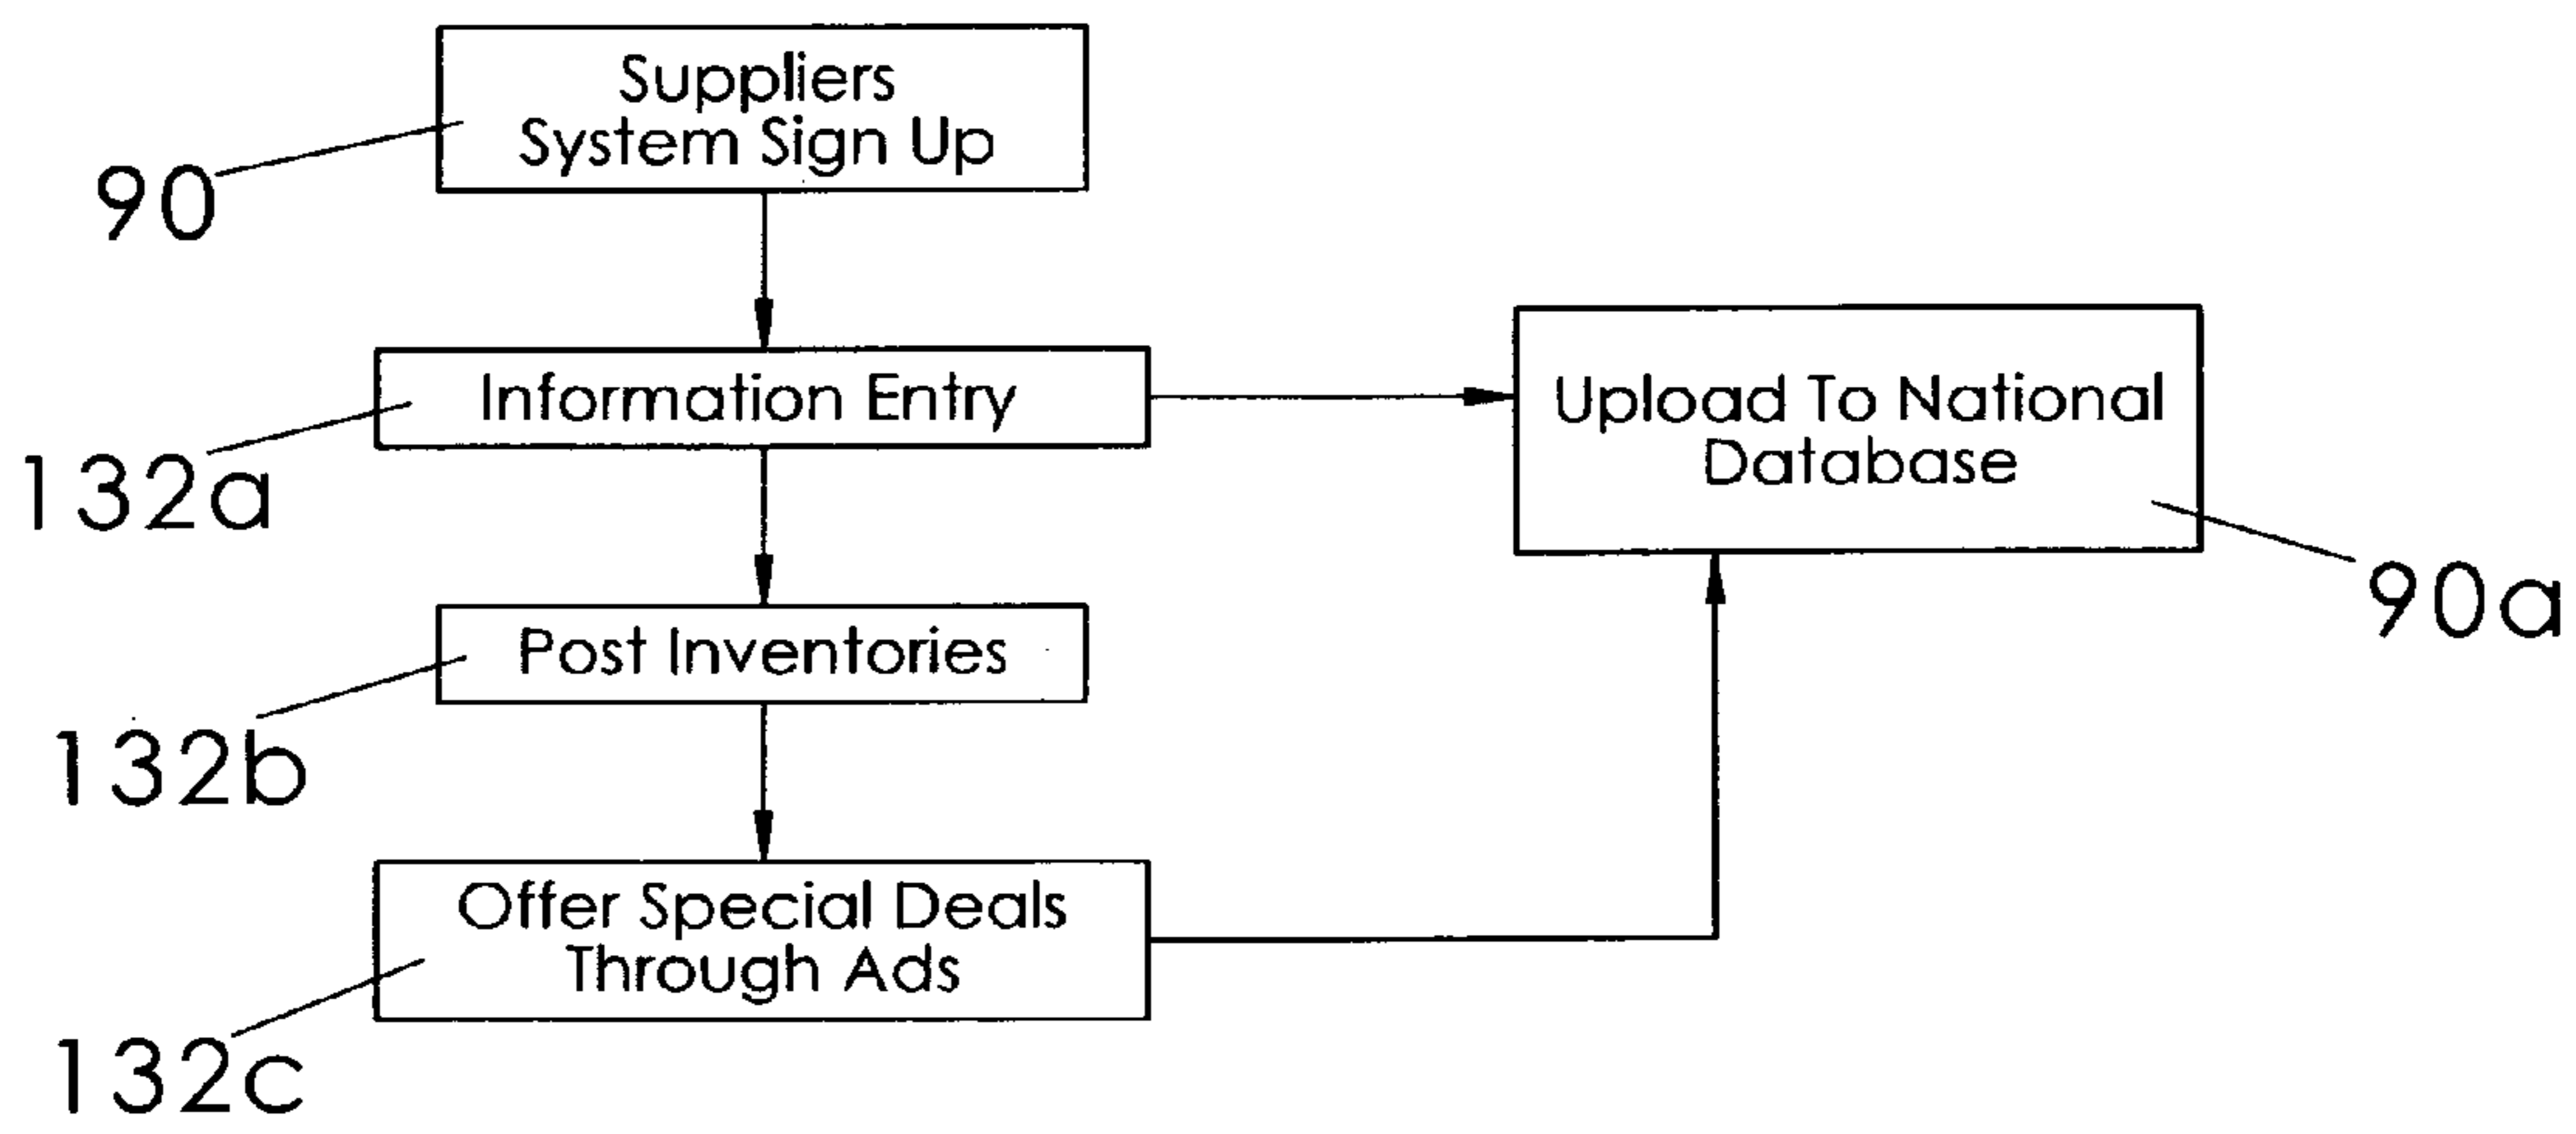 Suppliers
System Sign Up
90
Information Entry
132a
Upload To National
Database
90a
Post Inventories
132b
Offer Special Deals
Through Ads
132c